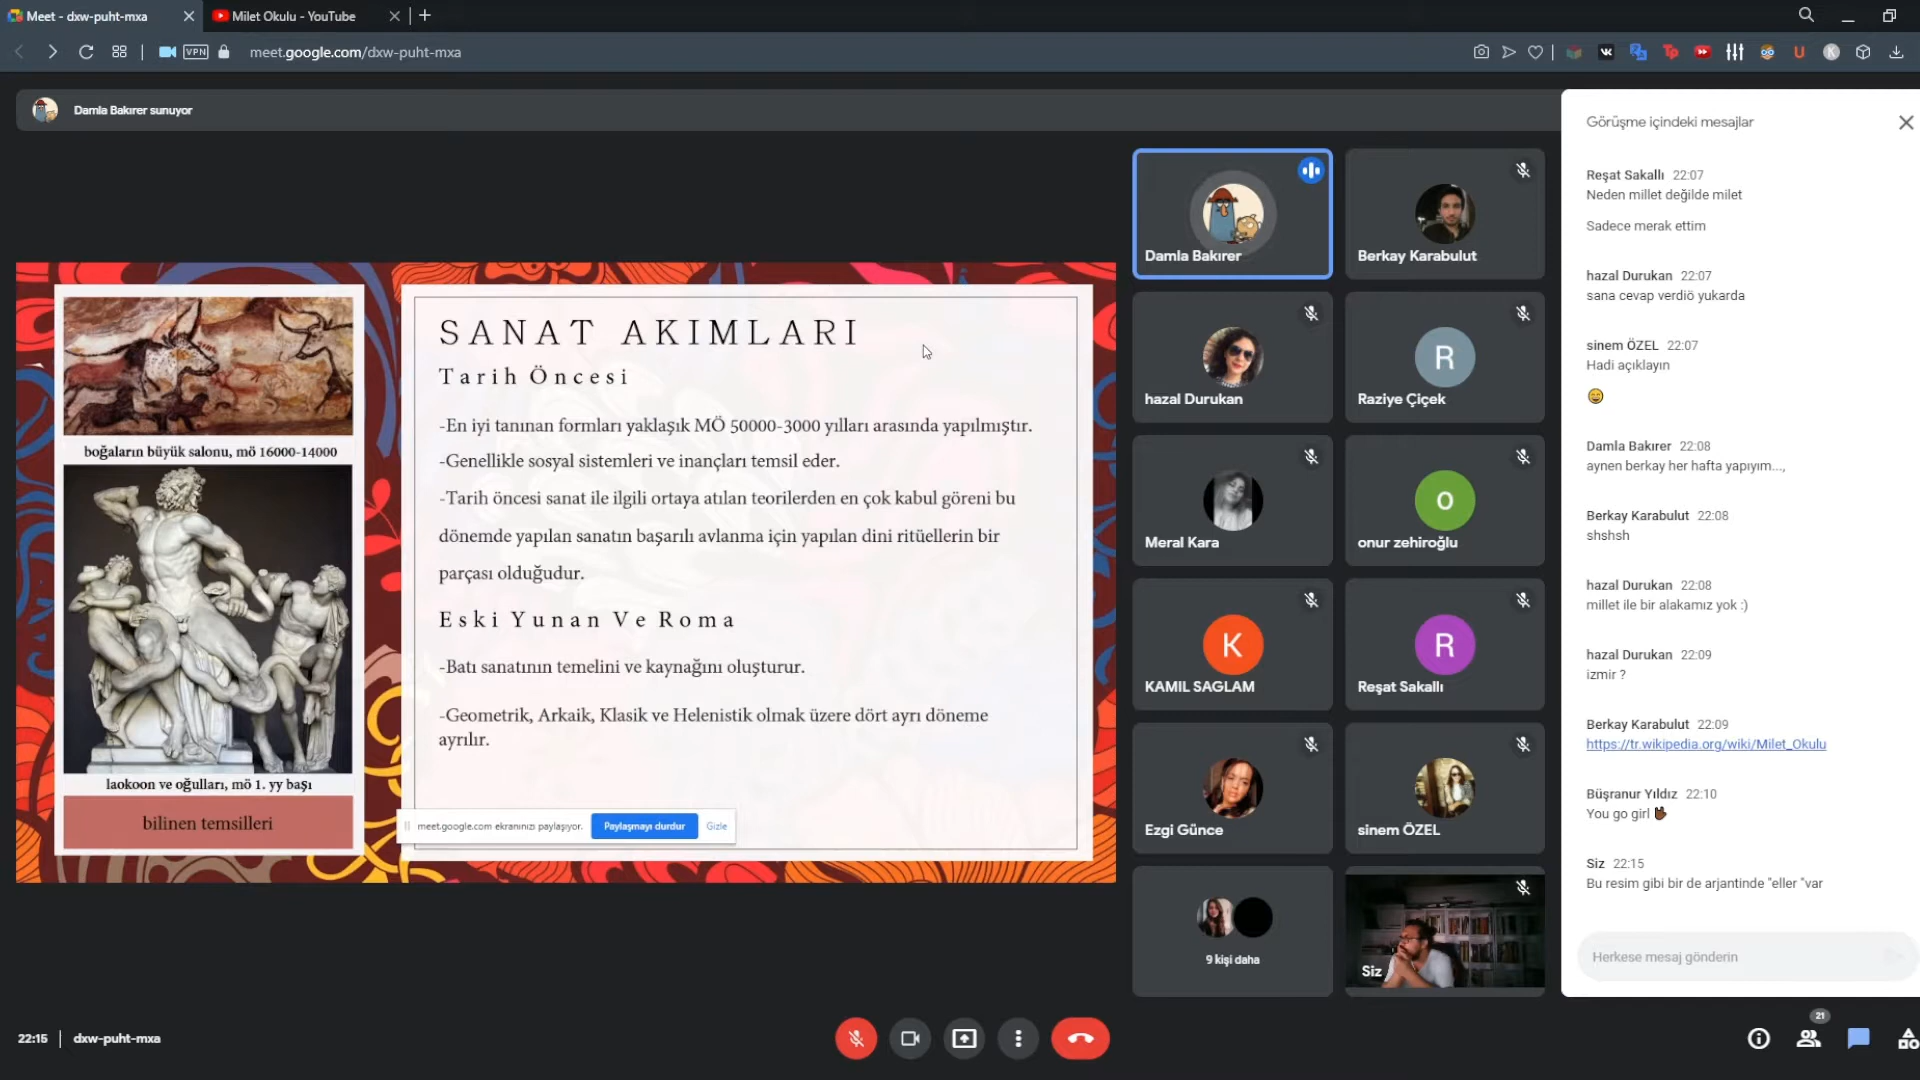 Meet - dxw-puht-mxa
Milet Okulu - YouTube
VPN
meet.google.com/dxw-puht-mxa
Damla Bakırer sunuyor
boğaların büyük salonu, mö 16000-14000
laokoon ve oğulları, mö 1. yy başı
bilinen temsilleri
SANAT AKIMLARI
Tarih Öncesi
-En iyi tanınan formları yaklaşık MÖ 50000-3000 yılları arasında yapılmıştır.
-Genellikle sosyal sistemleri ve inançları temsil eder.
-Tarih öncesi sanat ile ilgili ortaya atılan teorilerden en çok kabul göreni bu
dönemde yapılan sanatın başarılı avlanma için yapılan dini ritüellerin bir
parçası olduğudur.
Eski Yunan Ve Roma
-Batı sanatının temelini ve kaynağını oluşturur.
-Geometrik, Arkaik, Klasik ve Helenistik olmak üzere dört ayrı döneme
ayrılır.
meet.google.com ekranınızı paylaşıyor.
Paylaşmayı durdur
Gizle
Damla Bakırer
Berkay Karabulut
hazal Durukan
R
Raziye Çiçek
Meral Kara
o
onur zehiroğlu
K
KAMIL SAGLAM
R
Reşat Sakallı
Ezgi Günce
sinem ÖZEL
9 kişi daha
Siz
Görüşme içindeki mesajlar
Reşat Sakallı 22:07
Neden millet değilde milet
Sadece merak ettim
hazal Durukan 22:07
sana cevap verdiö yukarda
sinem ÖZEL 22:07
Hadi açıklayın
Damla Bakırer 22:08
aynen berkay her hafta yapıyım...,
Berkay Karabulut 22:08
shshsh
hazal Durukan 22:08
millet ile bir alakamız yok :)
hazal Durukan 22:09
izmir ?
Berkay Karabulut 22:09
https://tr.wikipedia.org/wiki/Milet_Okulu
Büşranur Yıldız 22:10
You go girl
Siz 22:15
Bu resim gibi bir de arjantinde "eller "var
Herkese mesaj gönderin
22:15
dxw-puht-mxa
21